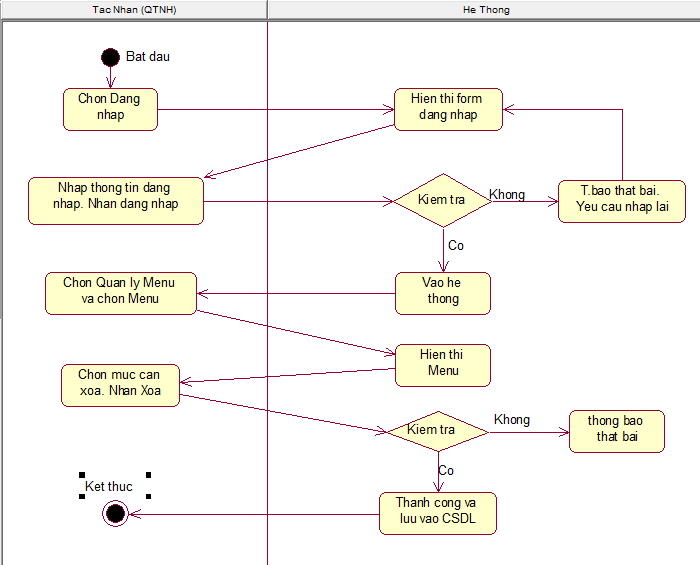 Tac Nhan (QTNH)
He Thong
Bat dau
Chon Dang
nhap
Hien thi form
dang nhap
Nhap thong tin dang
nhap. Nhan dang nhap
Kiem tra
Khong
T.bao that bai.
Yeu cau nhap lai
Co
Chon Quan ly Menu
va chon Menu
Vao he
thong
Hien thi
Menu
Chon muc can
xoa. Nhan Xoa
Kiem tra
Khong
thong bao
that bai
Co
Ket thuc
Thanh cong va
luu vao CSDL